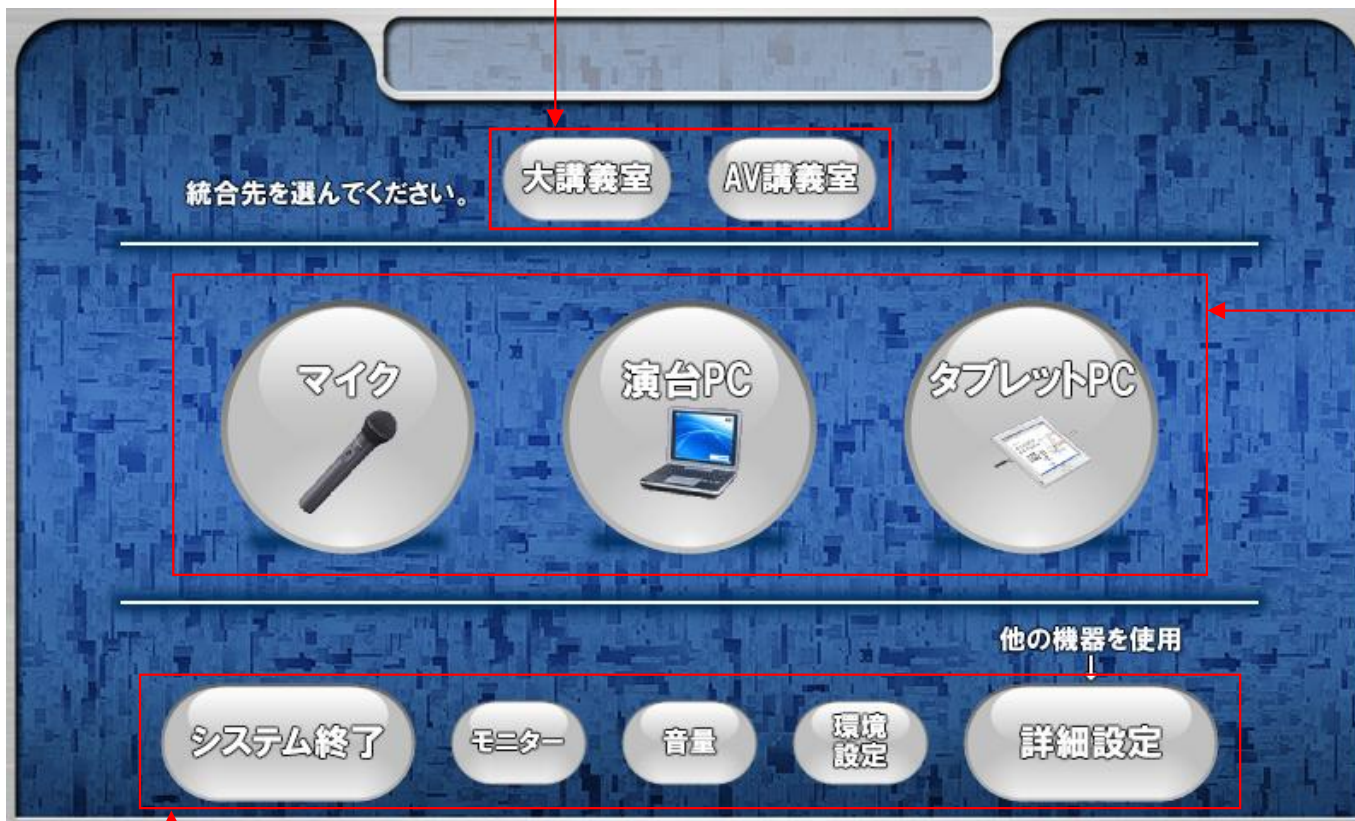 統合先を選んでください。
大講義室
AV講義室
マイク
演台PC
タブレットPC
他の機器を使用
↓
システム終了
モニター
音量
環境
設定
詳細設定